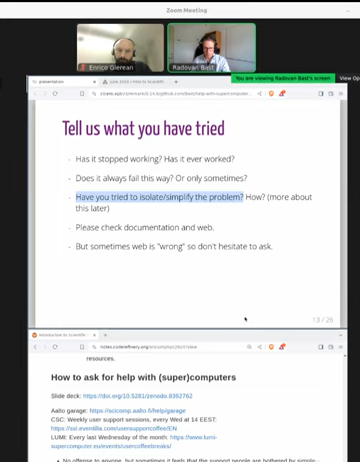 Zoom Meeting
Enrico Glerean
Radovan Bast
You are viewing Radovan Bast's screen
View Op
presentation
Tell us what you have tried
- Has it stopped working? Has it ever worked?
- Does it always fail this way? Or only sometimes?
- Have you tried to isolate/simplify the problem? How? (more about
this later)
- Please check documentation and web.
- But sometimes web is "wrong" so don't hesitate to ask.
13 / 26
resources.
How to ask for help with (super)computers
Slide deck: https://doi.org/10.5281/zenodo.8392762
Aalto garage: https://scicomp.aalto.fi/help/garage
CSC: Weekly user support sessions, every Wed at 14 EEST:
https://ssl.eventilla.com/usersupportcoffee/EN
LUMI: Every last Wednesday of the month: https://www.lumi-
supercomputer.eu/events/usercoffeebreaks/